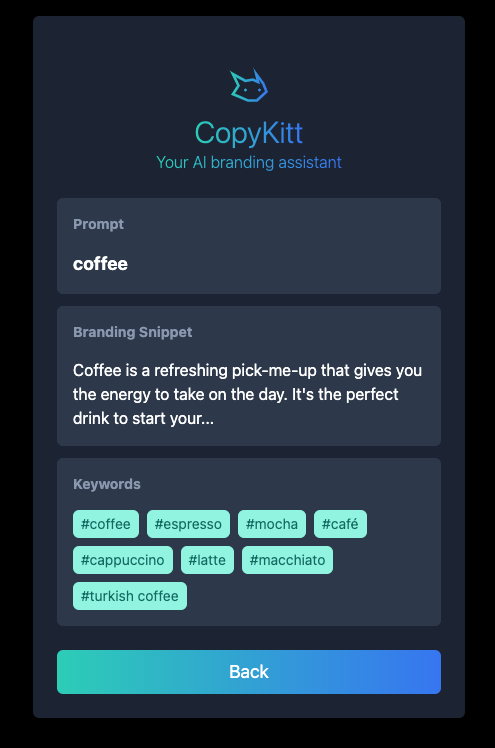 CopyKitt
Your AI branding assistant
Prompt
coffee
Branding Snippet
Coffee is a refreshing pick-me-up that gives you
the energy to take on the day. It's the perfect
drink to start your...
Keywords
#coffee #espresso #mocha #café
#cappuccino #latte #macchiato
#turkish coffee
Back